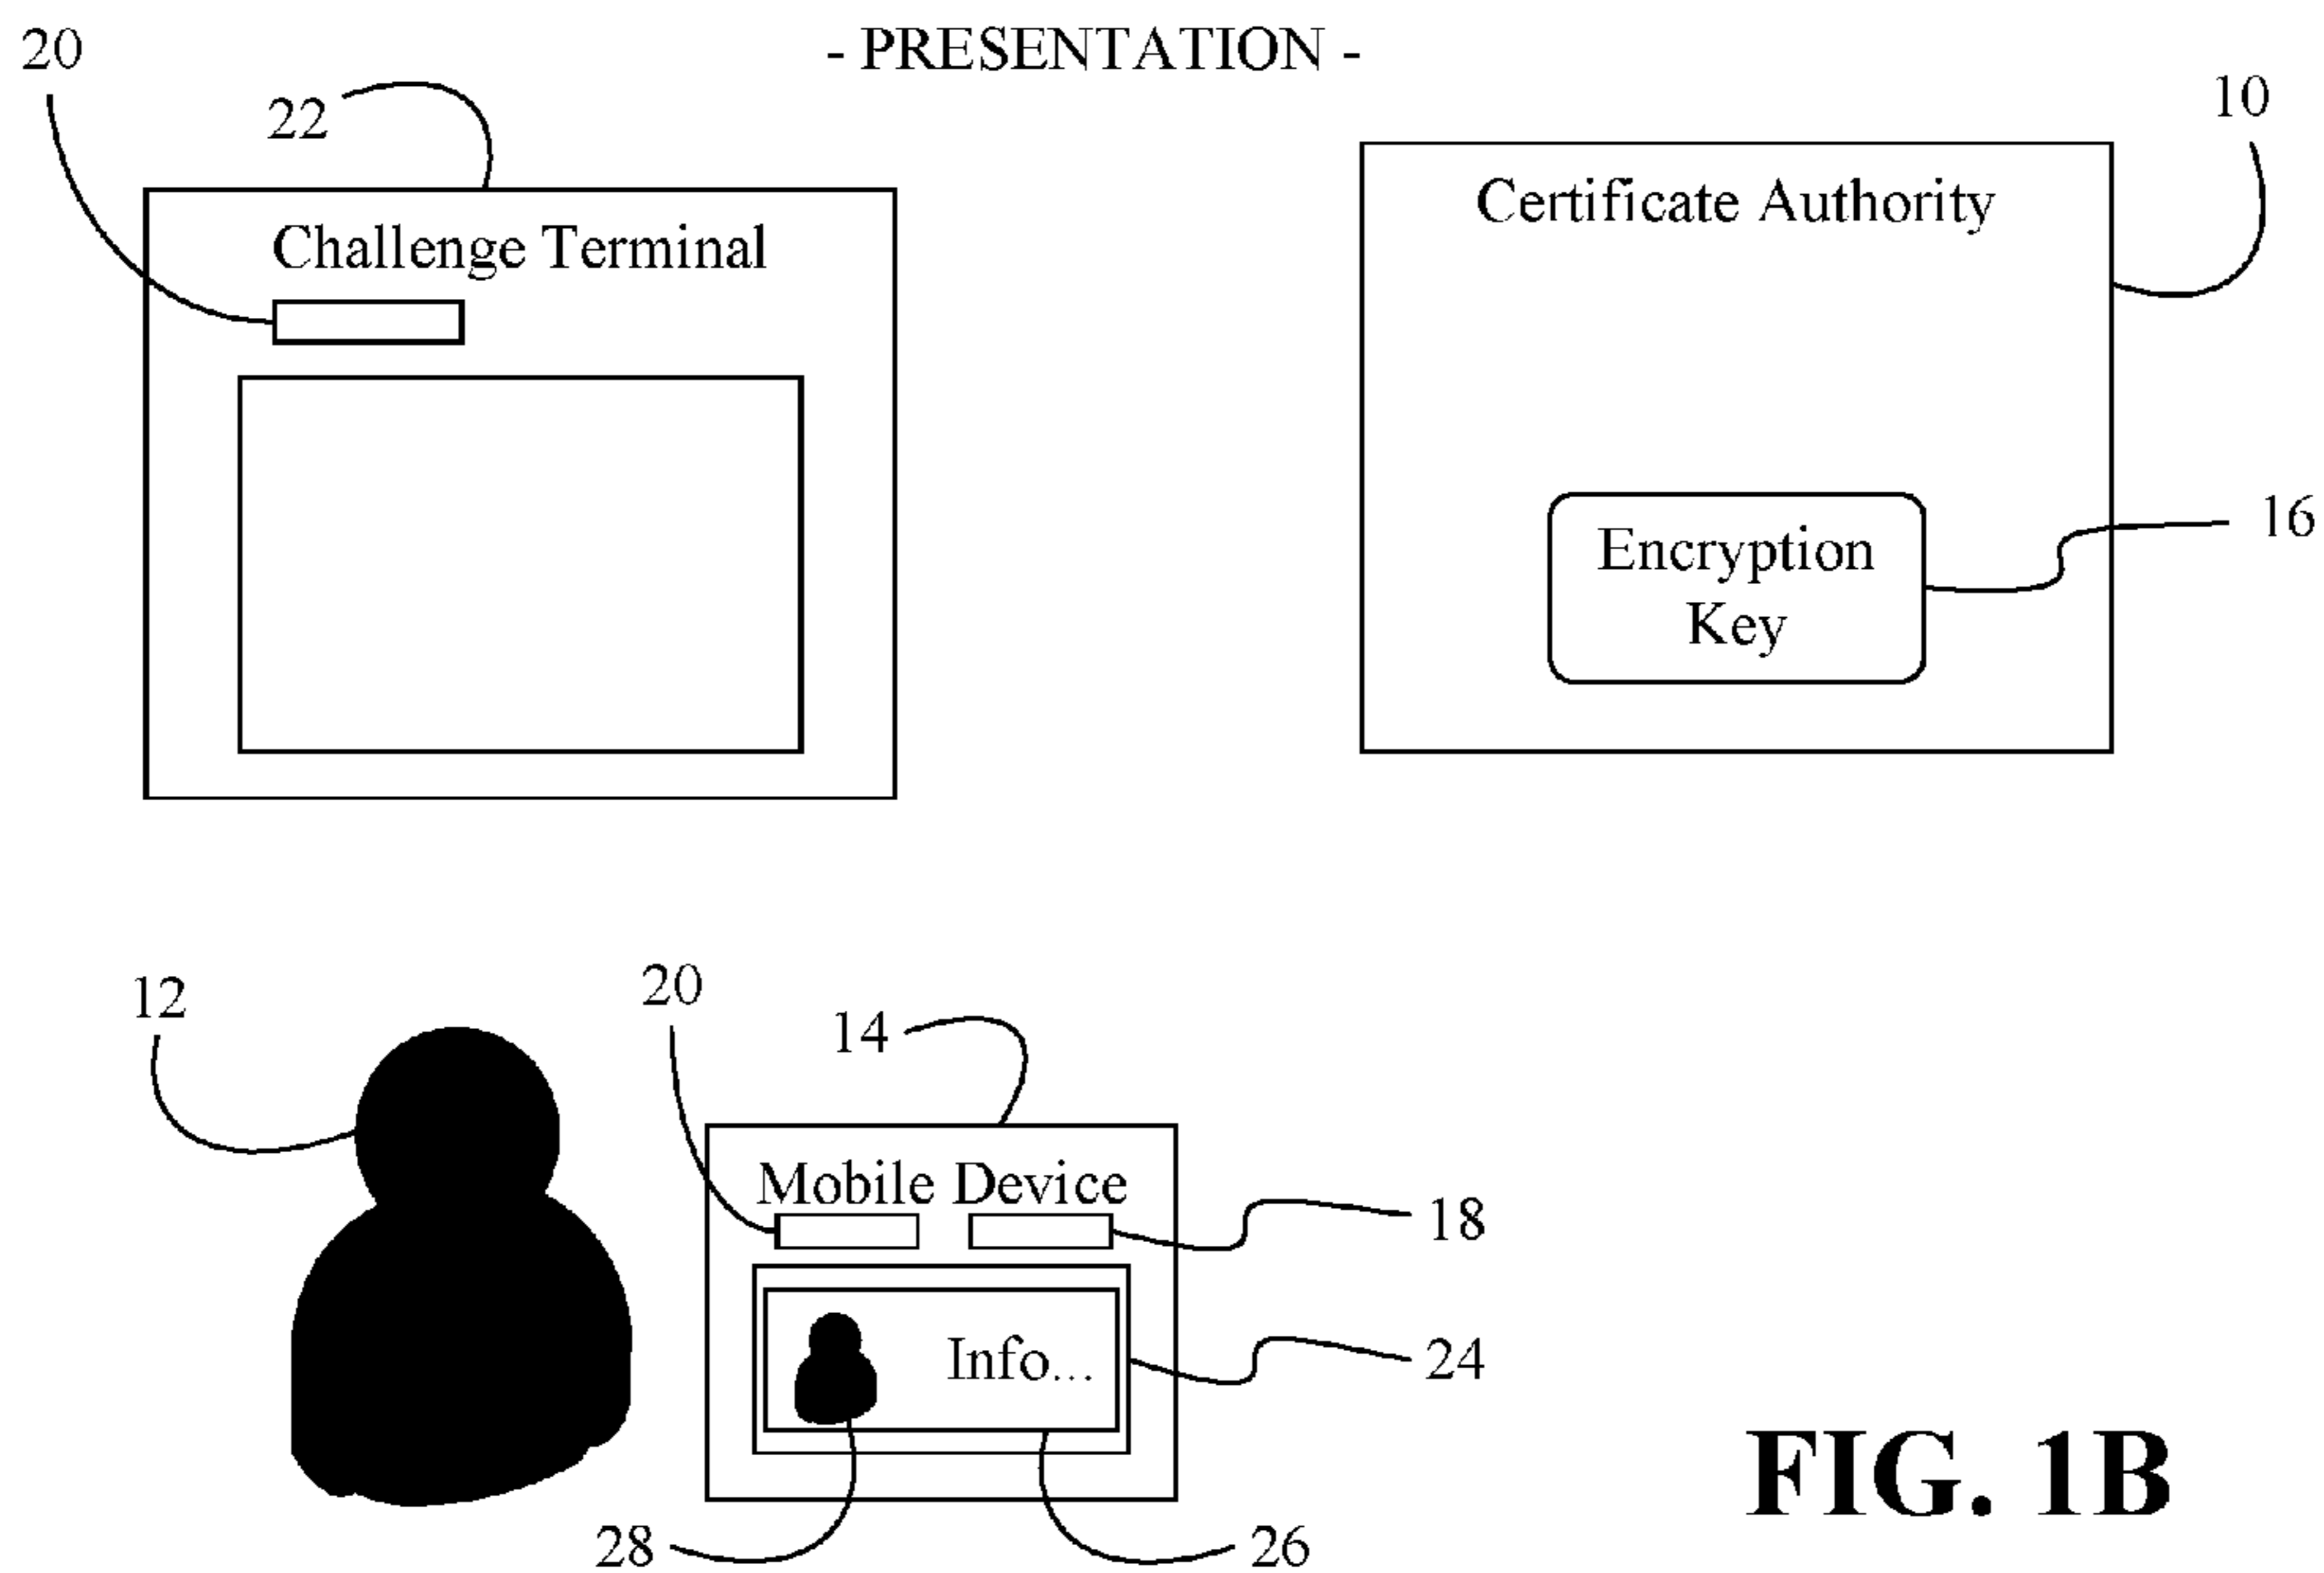 - PRESENTATION -
20
22
10
Challenge Terminal
Certificate Authority
Encryption
Key
16
12
20
14
Mobile Device
18
Info...
24
28
26
FIG. 1B